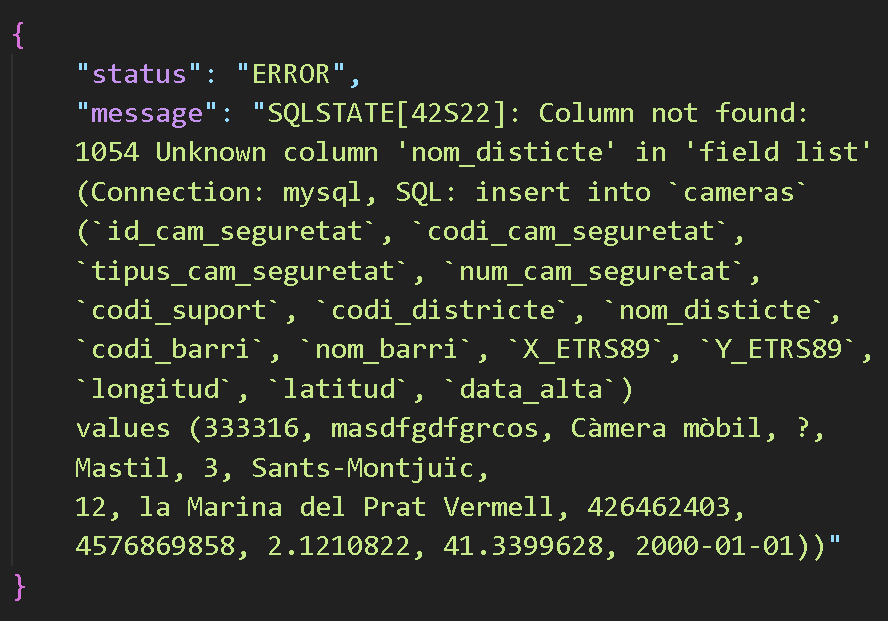 {
"status": "ERROR",
"message": "SQLSTATE[42S22]: Column not found:
1054 Unknown column 'nom_disticte' in 'field list'
(Connection: mysql, SQL: insert into `cameras`
(`id_cam_seguretat`, `codi_cam_seguretat`,
`tipus_cam_seguretat`, `num_cam_seguretat`,
`codi_suport`, `codi_districte`, `nom_disticte`,
`codi_barri`, `nom_barri`, `X_ETRS89`, `Y_ETRS89`,
`longitud`, `latitud`, `data_alta`)
values (333316, masdfgdfgrcos, Càmera mòbil, ?,
Mastil, 3, Sants-Montjuïc,
12, la Marina del Prat Vermell, 426462403,
4576869858, 2.1210822, 41.3399628, 2000-01-01))"
}